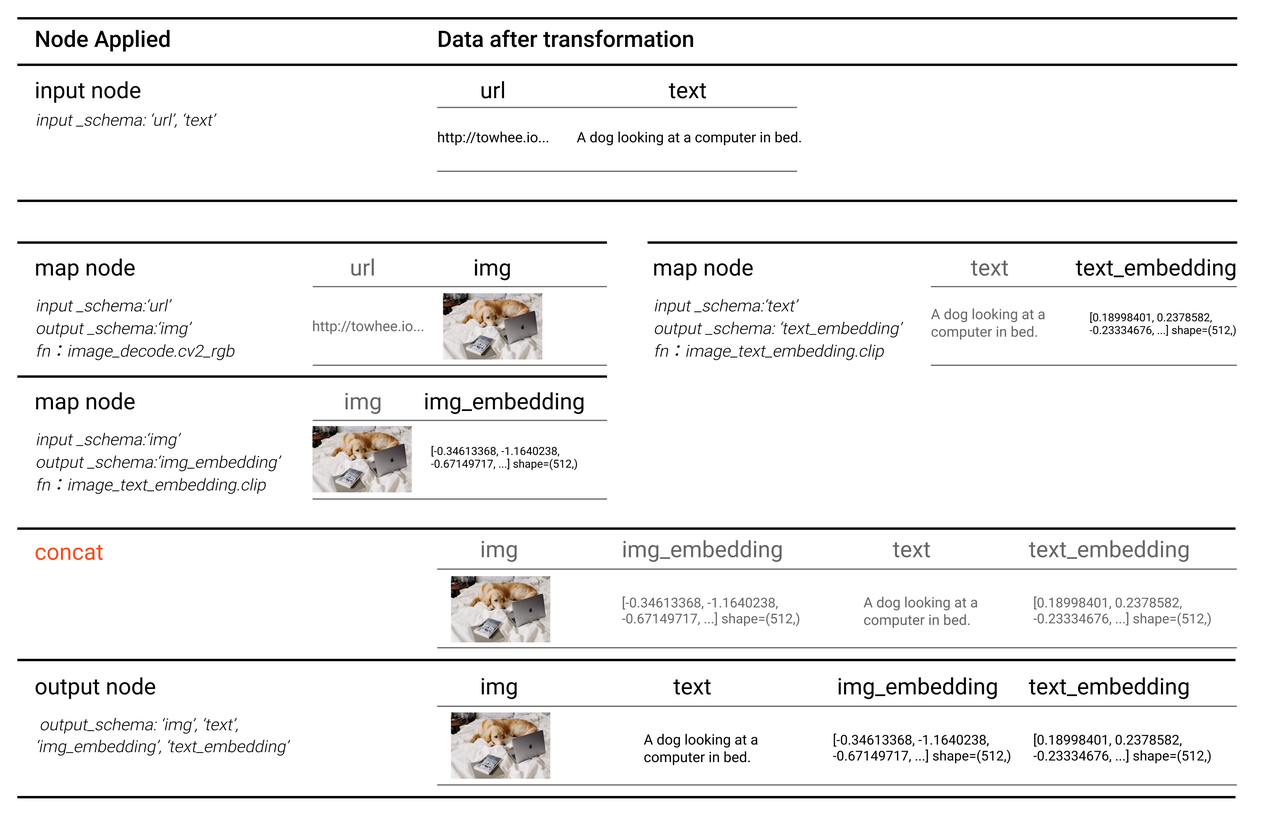 Node Applied
Data after transformation
input node
input _schema: ‘url’, ‘text’
url
text
http://towhee.io...
A dog looking at a computer in bed.
map node
input _schema:‘url’
output _schema:‘img’
fn：image_decode.cv2_rgb
url
img
http://towhee.io...
map node
input _schema:‘text’
output _schema: ‘text_embedding’
fn：image_text_embedding.clip
text
text_embedding
A dog looking at a
computer in bed.
[0.18998401, 0.2378582,
-0.23334676, ...] shape=(512,)
map node
input _schema:‘img’
output _schema:‘img_embedding’
fn：image_text_embedding.clip
img
img_embedding
[-0.34613368, -1.1640238,
-0.67149717, ...] shape=(512,)
concat
img
img_embedding
text
text_embedding
[-0.34613368, -1.1640238,
-0.67149717, ...] shape=(512,)
A dog looking at a
computer in bed.
[0.18998401, 0.2378582,
-0.23334676, ...] shape=(512,)
output node
output_schema: ‘img’, ‘text’,
‘img_embedding’, ‘text_embedding’
img
text
img_embedding
text_embedding
A dog looking at a
computer in bed.
[-0.34613368, -1.1640238,
-0.67149717, ...] shape=(512,)
[0.18998401, 0.2378582,
-0.23334676, ...] shape=(512,)